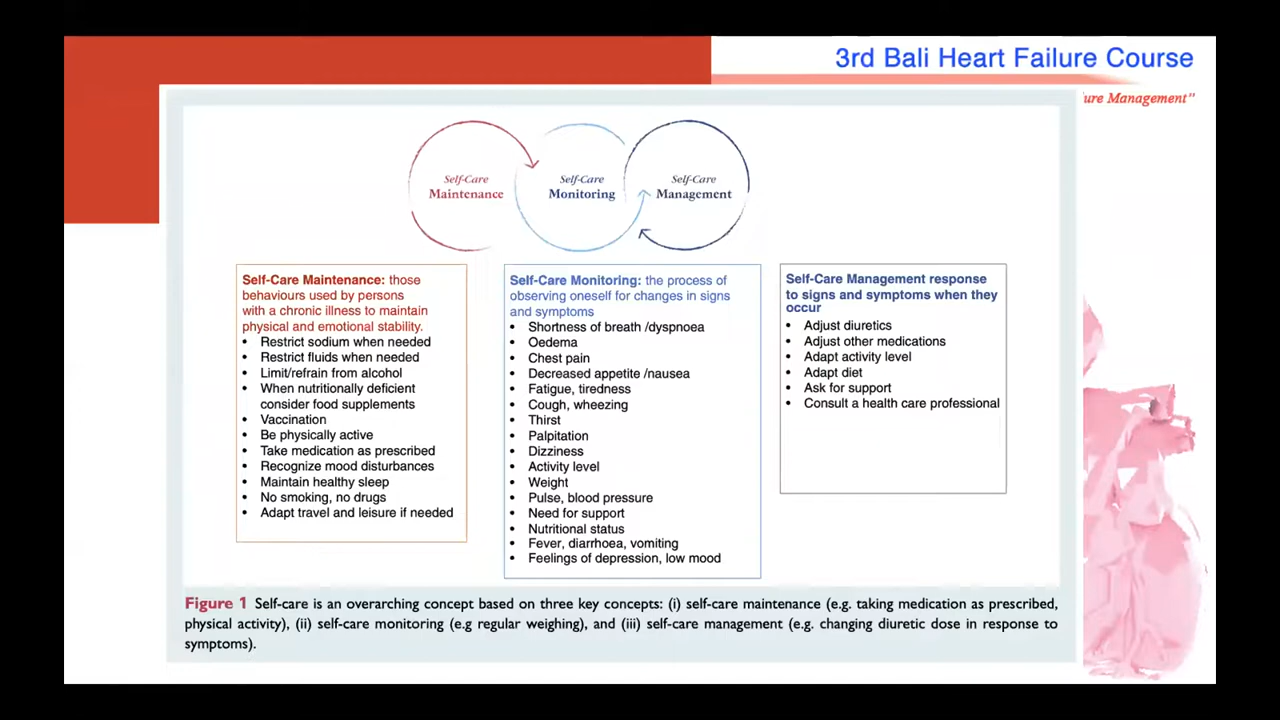 3rd Bali Heart Failure Course
ure Management"
Self-Care
Maintenance
Self-Care
Monitoring
Self-Care
Management
Self-Care Maintenance: those
behaviours used by persons
with a chronic illness to maintain
physical and emotional stability.
• Restrict sodium when needed
• Restrict fluids when needed
• Limit/refrain from alcohol
• When nutritionally deficient
consider food supplements
• Vaccination
• Be physically active
• Take medication as prescribed
• Recognize mood disturbances
• Maintain healthy sleep
• No smoking, no drugs
• Adapt travel and leisure if needed
Self-Care Monitoring: the process of
observing oneself for changes in signs
and symptoms
• Shortness of breath /dyspnoea
• Oedema
• Chest pain
• Decreased appetite /nausea
• Fatigue, tiredness
• Cough, wheezing
• Thirst
• Palpitation
• Dizziness
• Activity level
• Weight
• Pulse, blood pressure
• Need for support
• Nutritional status
• Fever, diarrhoea, vomiting
• Feelings of depression, low mood
Self-Care Management response
to signs and symptoms when they
occur
• Adjust diuretics
• Adjust other medications
• Adapt activity level
• Adapt diet
• Ask for support
• Consult a health care professional
Figure 1 Self-care is an overarching concept based on three key concepts: (i) self-care maintenance (e.g. taking medication as prescribed,
physical activity), (ii) self-care monitoring (e.g regular weighing), and (iii) self-care management (e.g. changing diuretic dose in response to
symptoms).